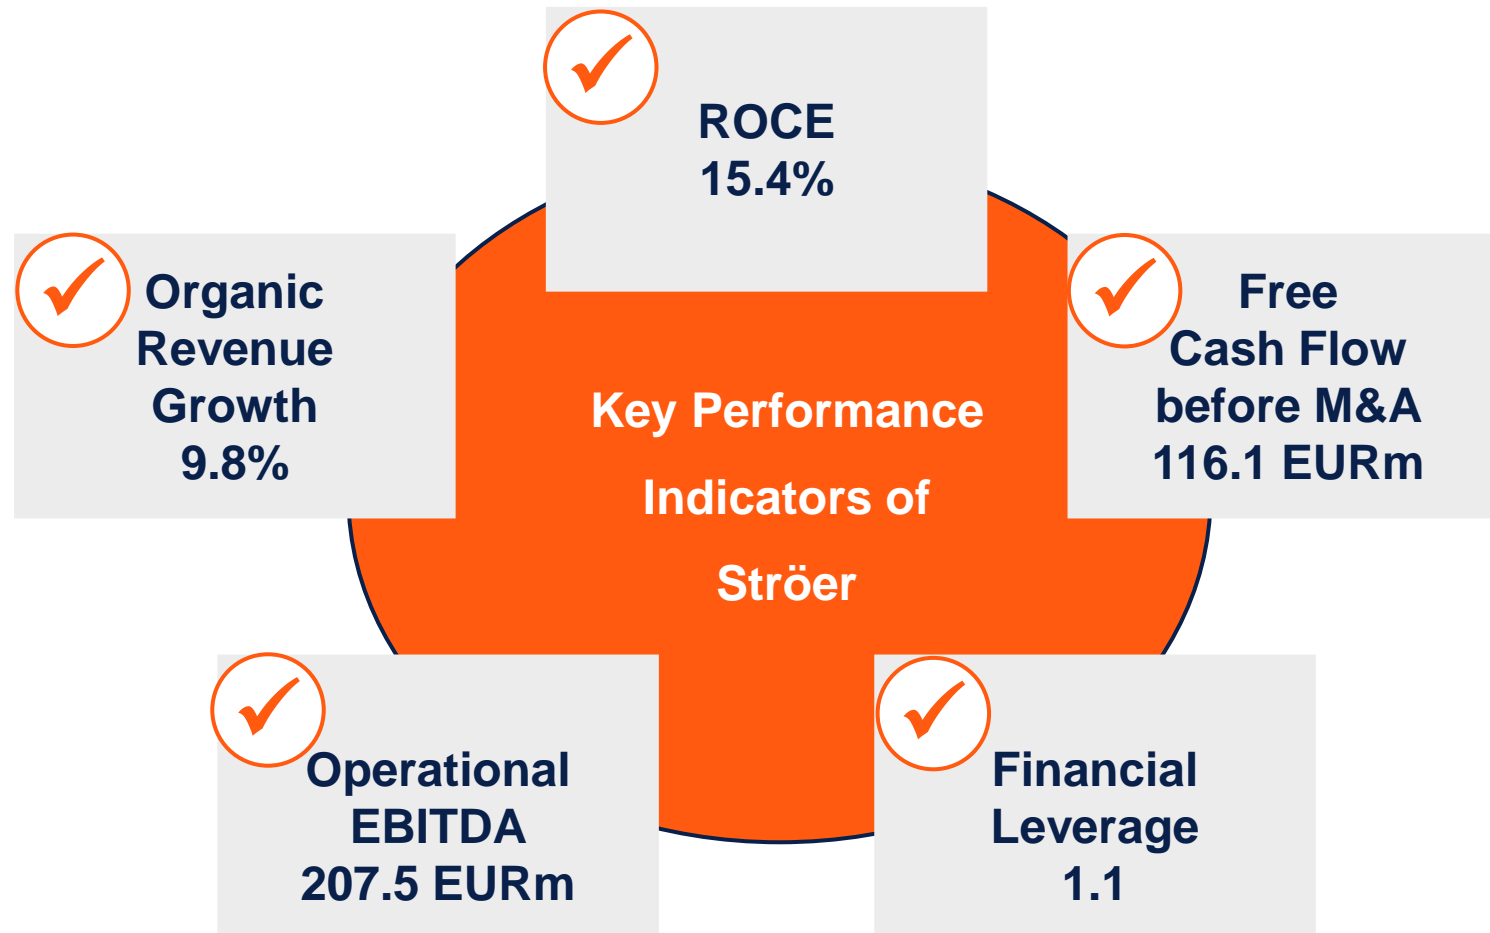 ROCE
15.4%
Organic
Revenue
Growth
9.8%
Free
Cash Flow
before M&A
116.1 EURm
Key Performance
Indicators of
Ströer
Operational
EBITDA
207.5 EURm
Financial
Leverage
1.1